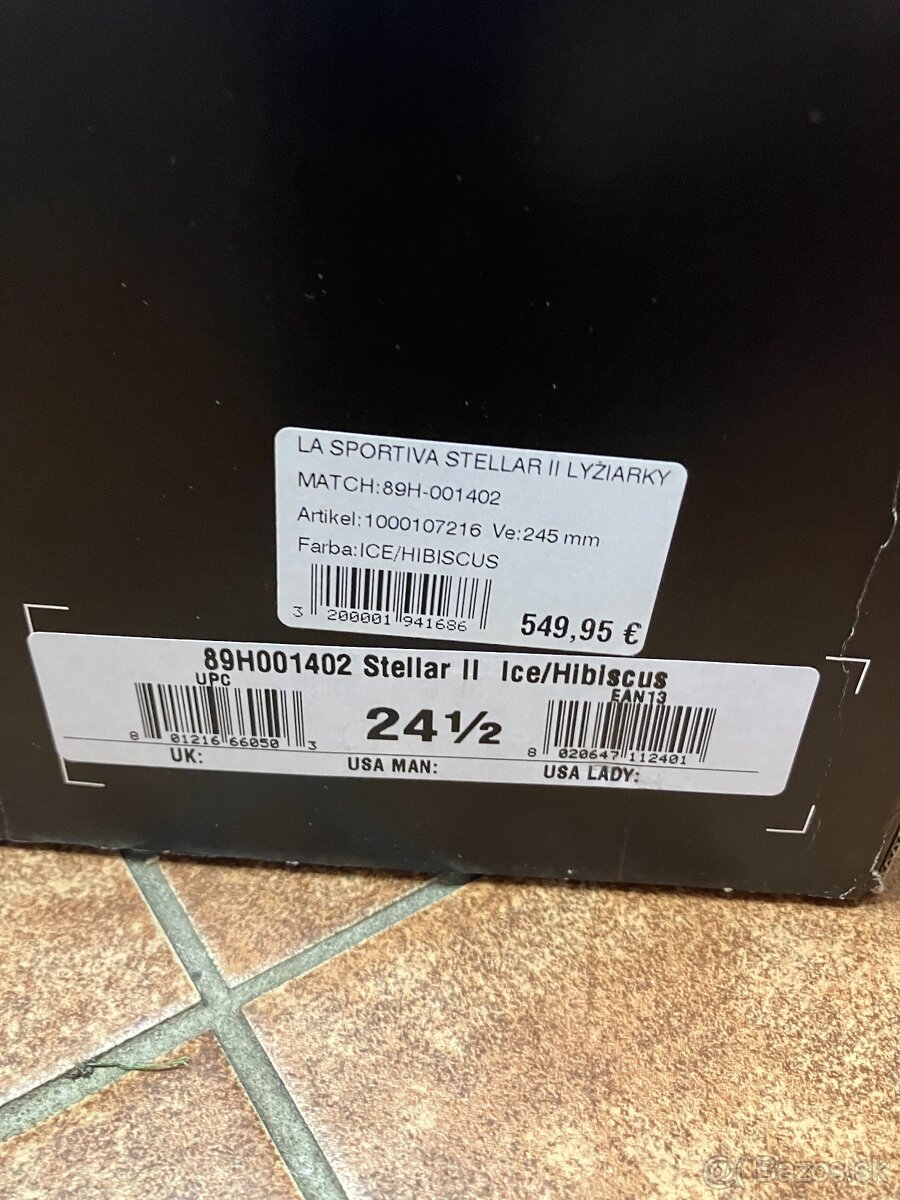 LA SPORTIVA STELLAR II LYŽIARKY
MATCH:89H-001402
Artikel:1000107216 Ve:245 mm
Farba:ICE/HIBISCUS
3 200001 941686
549,95 €
89H001402 Stellar II Ice/Hibiscus
UPC
EAN13
8 01216 66050 3
24½
8 020647 112401
UK:
USA MAN:
USA LADY:
Bazos.sk